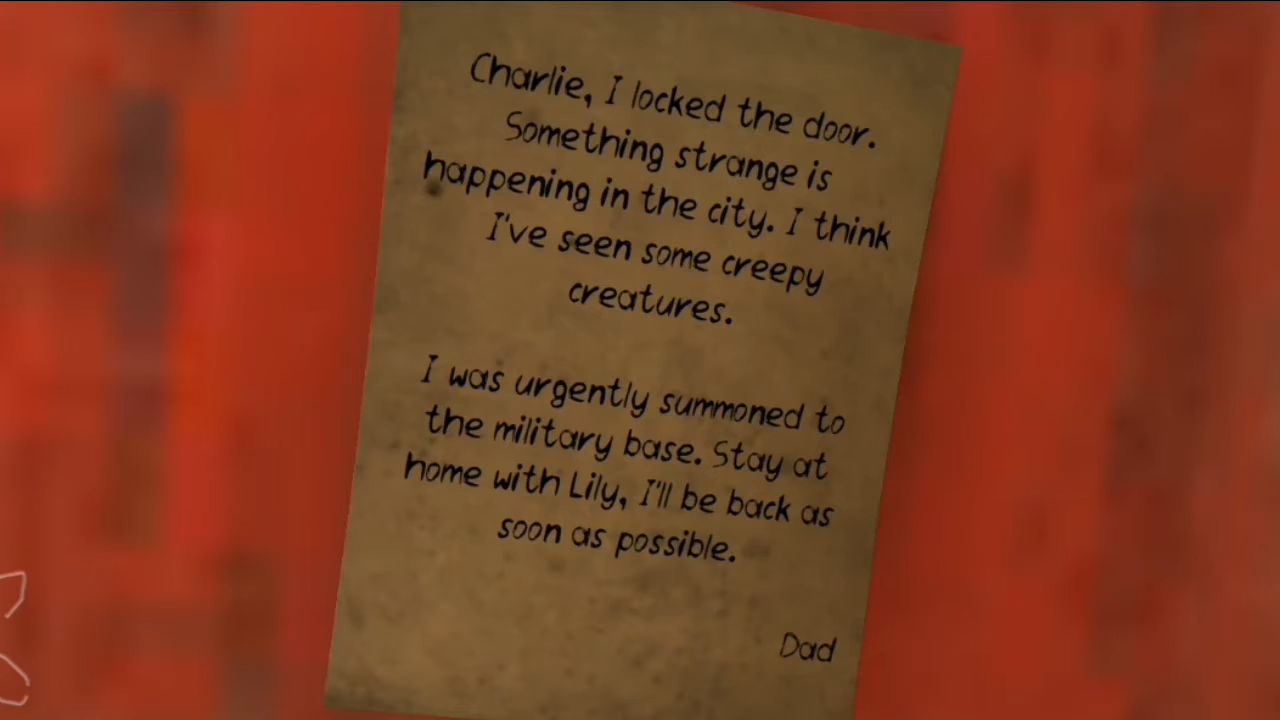 Charlie, I locked the door.
Something strange is
happening in the city. I think
I've seen some creepy
creatures.
I was urgently summoned to
the military base. Stay at
home with Lily, I'll be back as
soon as possible.
Dad